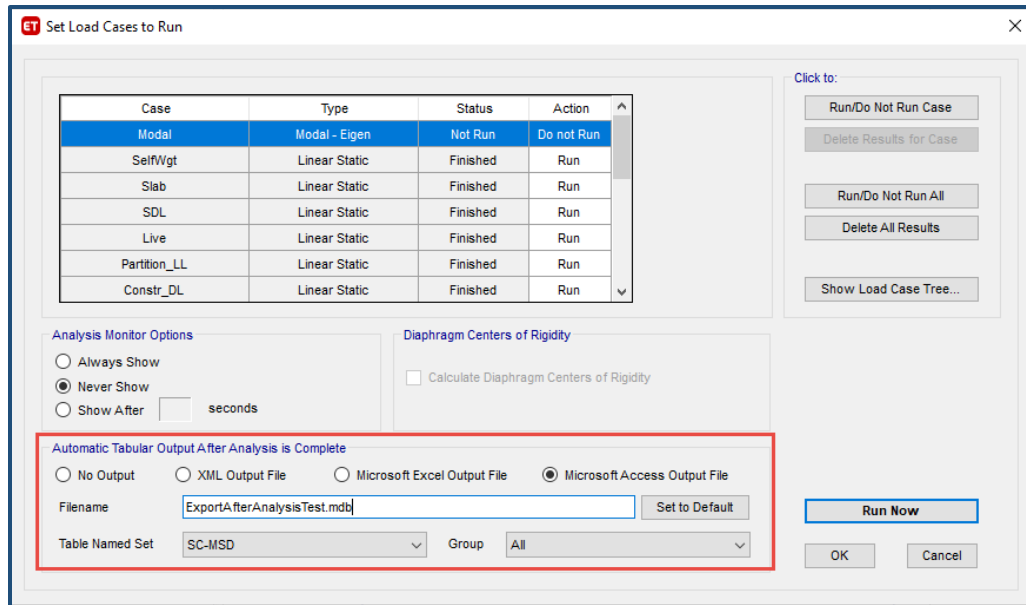 ET Set Load Cases to Run
Click to:
Case Type Status Action
Modal Modal - Eigen Not Run Do not Run
SelfWgt Linear Static Finished Run
Slab Linear Static Finished Run
SDL Linear Static Finished Run
Live Linear Static Finished Run
Partition_LL Linear Static Finished Run
Constr_DL Linear Static Finished Run
Run/Do Not Run Case
Delete Results for Case
Run/Do Not Run All
Delete All Results
Show Load Case Tree...
Analysis Monitor Options
Always Show
Never Show
Show After seconds
Diaphragm Centers of Rigidity
Calculate Diaphragm Centers of Rigidity
Automatic Tabular Output After Analysis is Complete
No Output XML Output File Microsoft Excel Output File Microsoft Access Output File
Filename ExportAfterAnalysisTest.mdb Set to Default
Table Named Set SC-MSD Group All
Run Now
OK Cancel